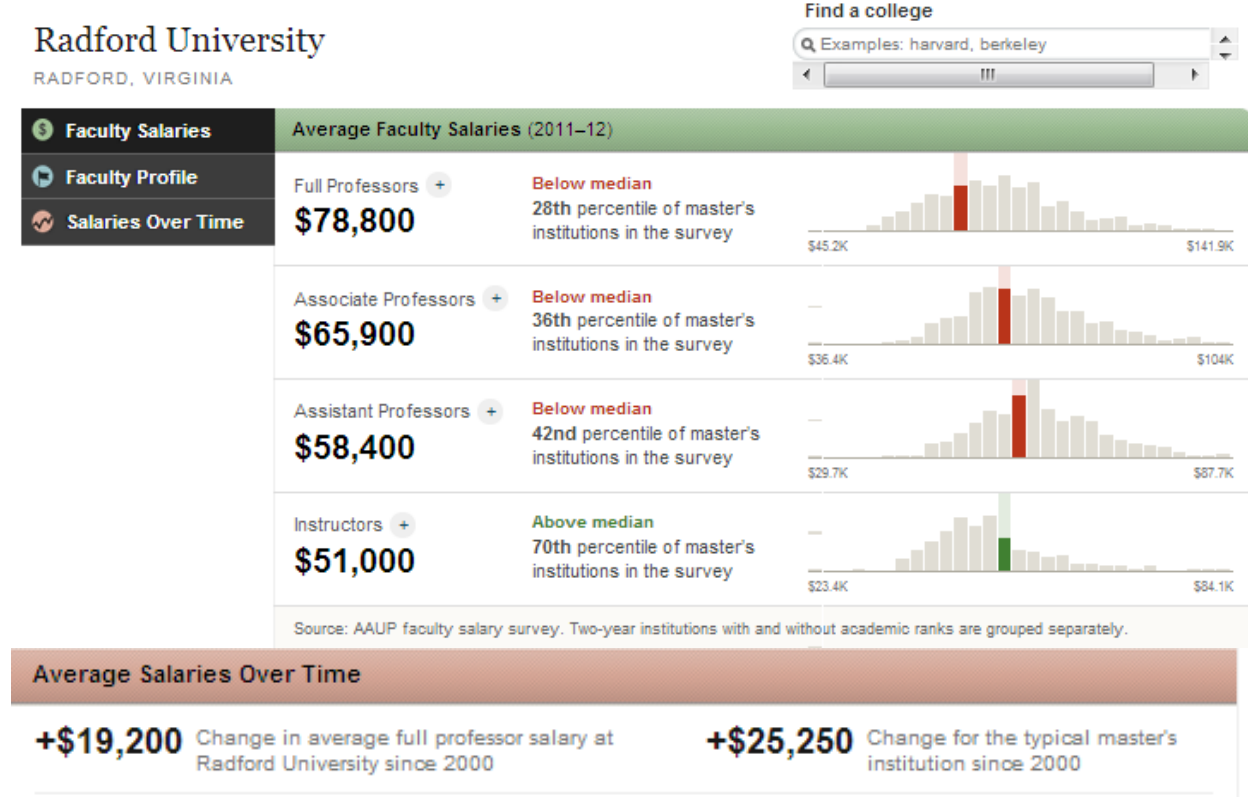 Find a college
Radford University
Examples: harvard, berkeley
RADFORD, VIRGINIA
Faculty Salaries
Average Faculty Salaries (2011–12)
Faculty Profile
Salaries Over Time
Full Professors +
$78,800
Below median
28th percentile of master's
institutions in the survey
$45.2K
$141.9K
Associate Professors +
$65,900
Below median
36th percentile of master's
institutions in the survey
$36.4K
$104K
Assistant Professors +
$58,400
Below median
42nd percentile of master's
institutions in the survey
$29.7K
$87.7K
Instructors +
$51,000
Above median
70th percentile of master's
institutions in the survey
$23.4K
$84.1K
Source: AAUP faculty salary survey. Two-year institutions with and without academic ranks are grouped separately.
Average Salaries Over Time
+$19,200
Change in average full professor salary at
Radford University since 2000
+$25,250
Change for the typical master's
institution since 2000